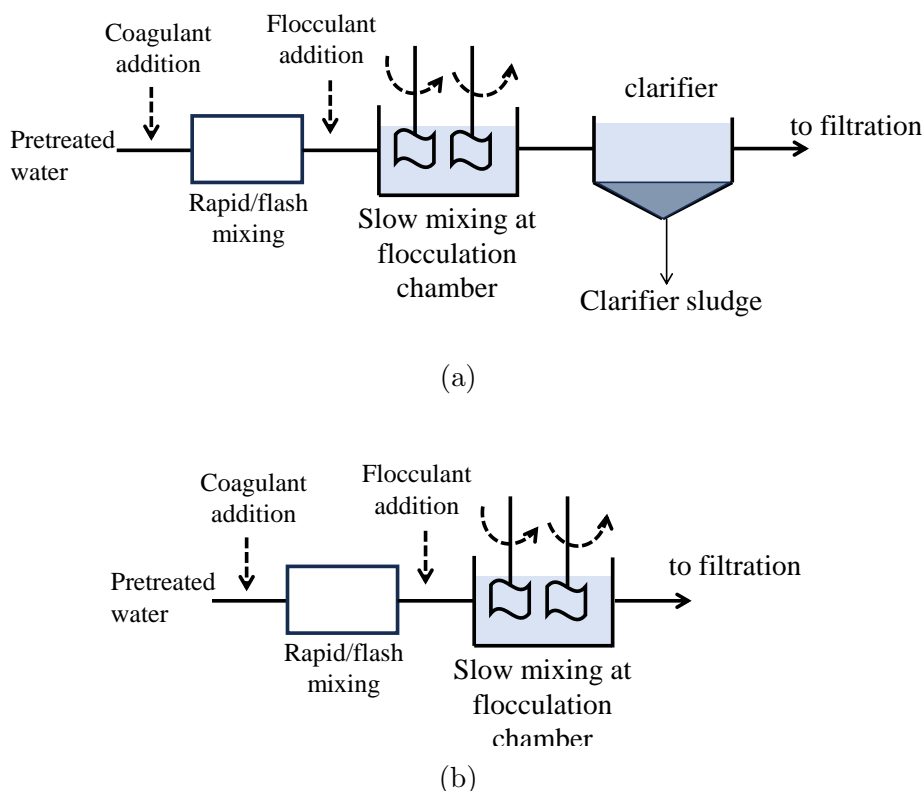 Coagulant
addition
Flocculant
addition
clarifier
Pretreated
water
to filtration
Rapid/flash
mixing
Slow mixing at
flocculation
chamber
Clarifier sludge
(a)
Coagulant
addition
Flocculant
addition
to filtration
Pretreated
water
Rapid/flash
mixing
Slow mixing at
flocculation
chamber
(b)